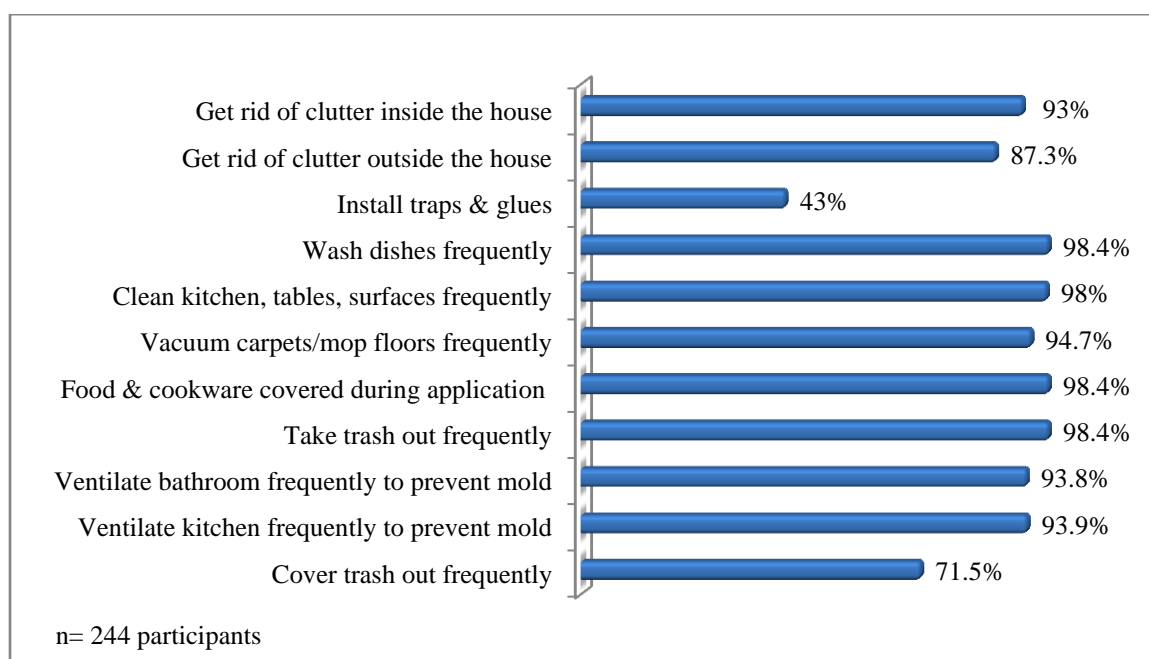 Get rid of clutter inside the house 93%
Get rid of clutter outside the house 87.3%
Install traps & glues 43%
Wash dishes frequently 98.4%
Clean kitchen, tables, surfaces frequently 98%
Vacuum carpets/mop floors frequently 94.7%
Food & cookware covered during application 98.4%
Take trash out frequently 98.4%
Ventilate bathroom frequently to prevent mold 93.8%
Ventilate kitchen frequently to prevent mold 93.9%
Cover trash out frequently 71.5%
n= 244 participants